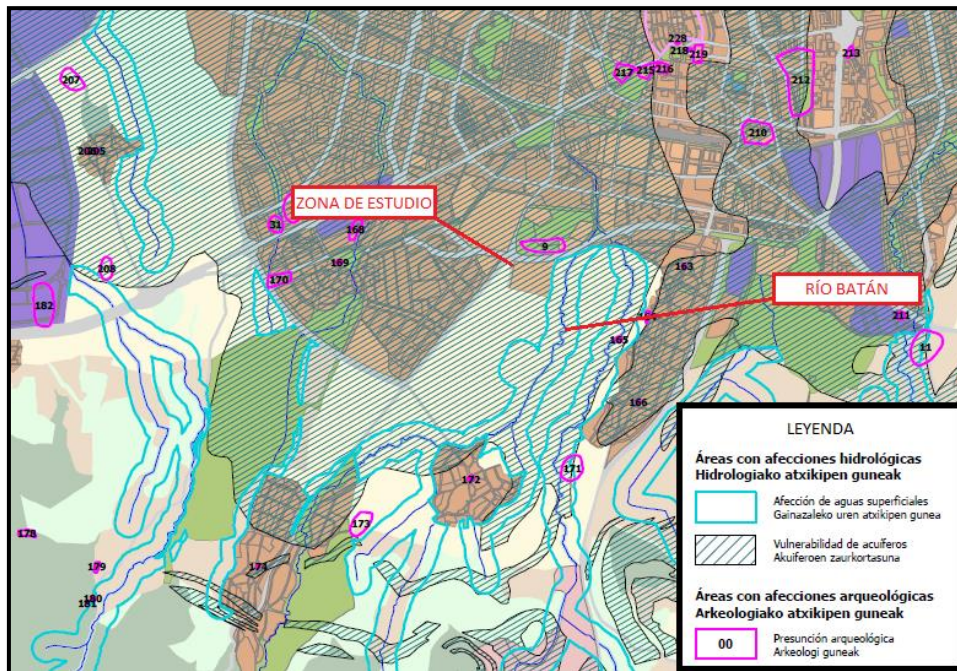 228
218
219
217
215
216
213
212
207
210
205
ZONA DE ESTUDIO
31
168
9
169
163
208
170
RÍO BATÁN
182
211
165
11
166
LEYENDA
Áreas con afecciones hidrológicas
Hidrologiako atxikipen guneak
171
172
Afección de aguas superficiales
Gainazaleko uren atxikipen gunea
173
178
Vulnerabilidad de acuíferos
Akuiferoen zaurkortasuna
179
174
180
181
Áreas con afecciones arqueológicas
Arkeologiako atxikipen guneak
00
Presunción arqueológica
Arkeologi guneak